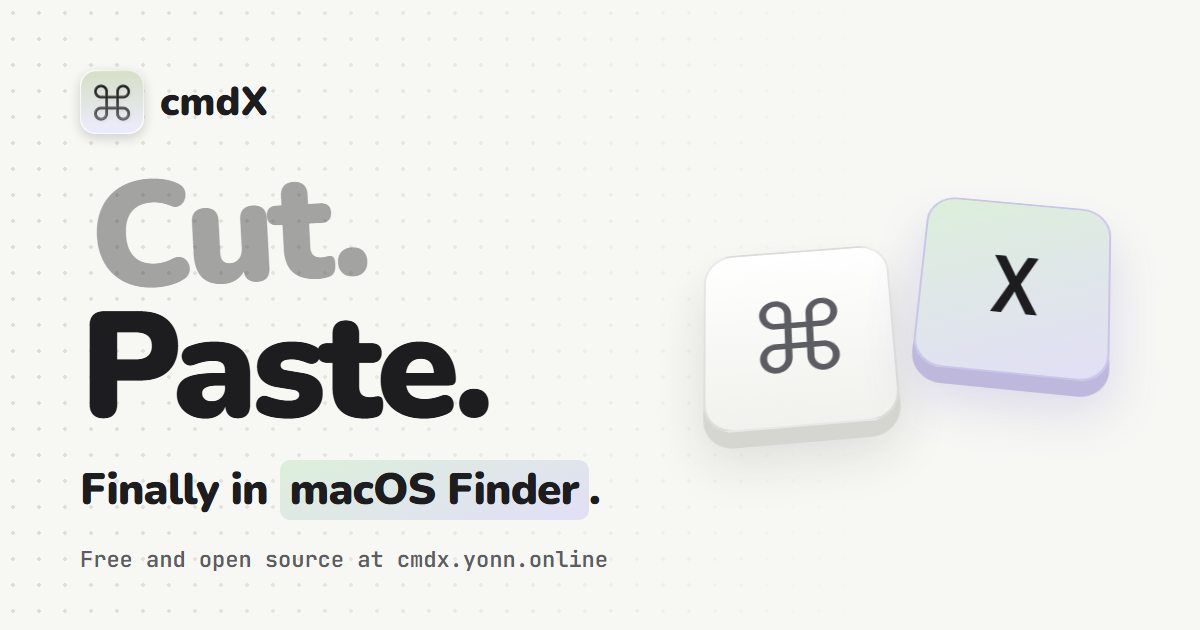 ⌘ cmdX
Cut.
Paste.
Finally in macOS Finder.
Free and open source at cmdx.yonn.online
⌘
X